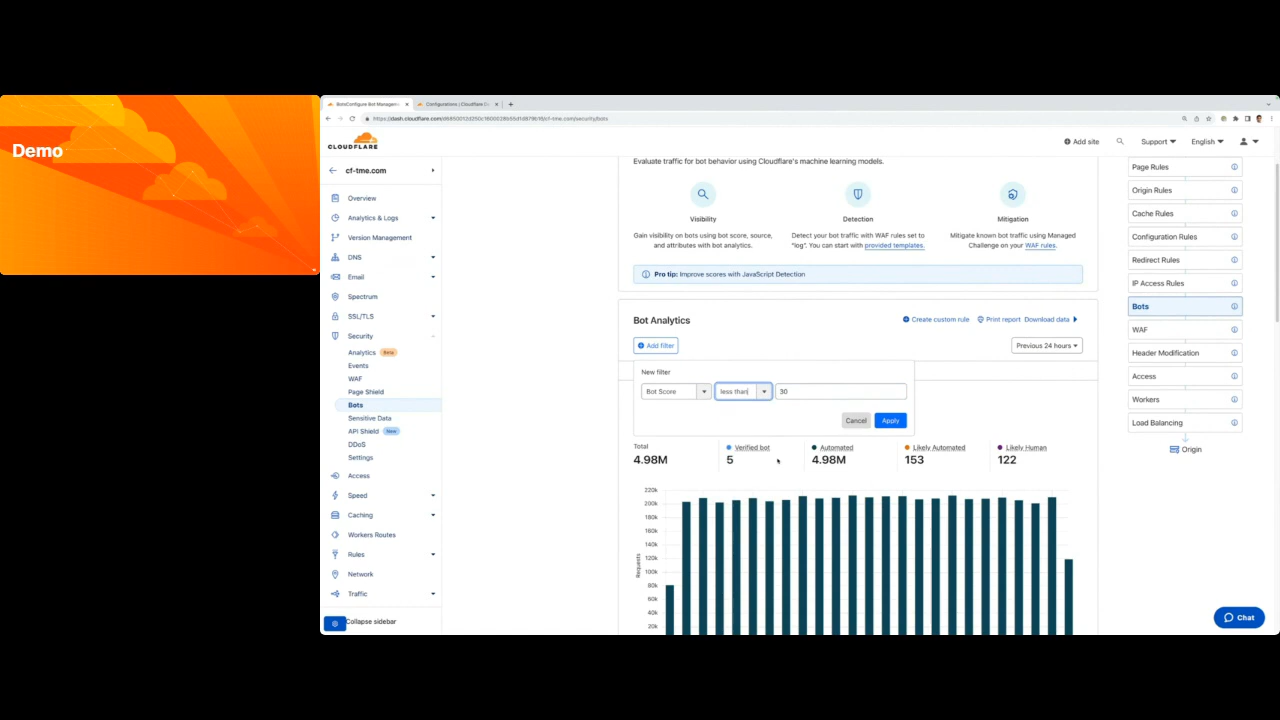 Demo
BotsConfigure Bot Managem
Configurations | Cloudflare D
CLOUDFLARE
Add site
Support
English
cf-tme.com
Overview
Analytics & Logs
Version Management
DNS
Email
Spectrum
SSL/TLS
Security
Analytics Beta
Events
WAF
Page Shield
Bots
Sensitive Data
API Shield New
DDoS
Settings
Access
Speed
Caching
Workers Routes
Rules
Network
Traffic
Collapse sidebar
Evaluate traffic for bot behavior using Cloudflare's machine learning models.
Visibility
Gain visibility on bots using bot score, source,
and attributes with bot analytics.
Detection
Detect your bot traffic with WAF rules set to
"log". You can start with provided templates.
Mitigation
Mitigate known bot traffic using Managed
Challenge on your WAF rules.
Pro tip: Improve scores with JavaScript Detection
Bot Analytics
Create custom rule
Print report
Download data
Add filter
Previous 24 hours
New filter
Bot Score
less than
30
Cancel
Apply
Total
4.98M
Verified bot
5
Automated
4.98M
Likely Automated
153
Likely Human
122
Requests
220k
200k
180k
160k
140k
120k
100k
80k
60k
40k
20k
Page Rules
Origin Rules
Cache Rules
Configuration Rules
Redirect Rules
IP Access Rules
Bots
WAF
Header Modification
Access
Workers
Load Balancing
Origin
Chat